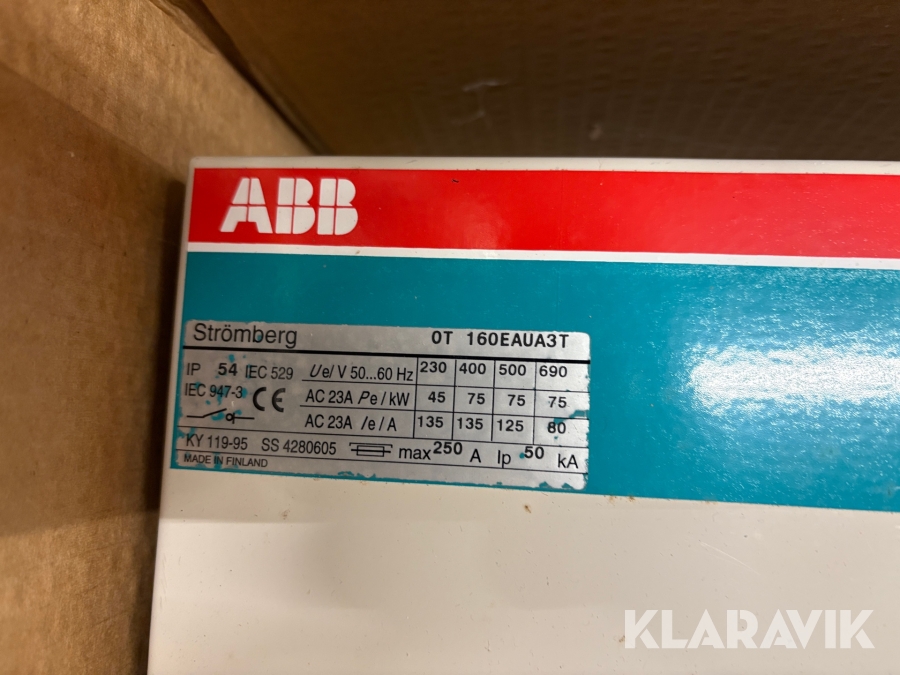 ABB
Strömberg OT 160EAUA3T
IP 54 IEC 529 Ue/ V 50...60 Hz 230 400 500 690
IEC 947-3 CE AC 23A Pe / kW 45 75 75 75
AC 23A Ie / A 135 135 125 80
KY 119-95 SS 4280605 max 250 A Ip 50 kA
MADE IN FINLAND
KLARAVIK